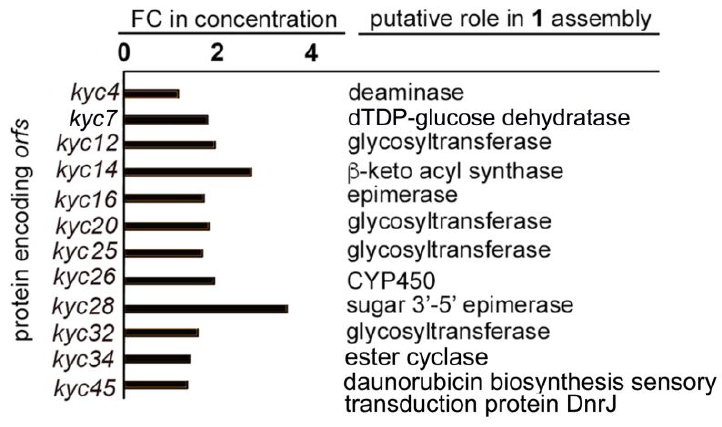 FC in concentration putative role in 1 assembly
0 2 4
protein encoding orfs
kyc4 deaminase
kyc7 dTDP-glucose dehydratase
kyc12 glycosyltransferase
kyc14 β-keto acyl synthase
kyc16 epimerase
kyc20 glycosyltransferase
kyc25 glycosyltransferase
kyc26 CYP450
kyc28 sugar 3'-5' epimerase
kyc32 glycosyltransferase
kyc34 ester cyclase
kyc45 daunorubicin biosynthesis sensory
transduction protein DnrJ